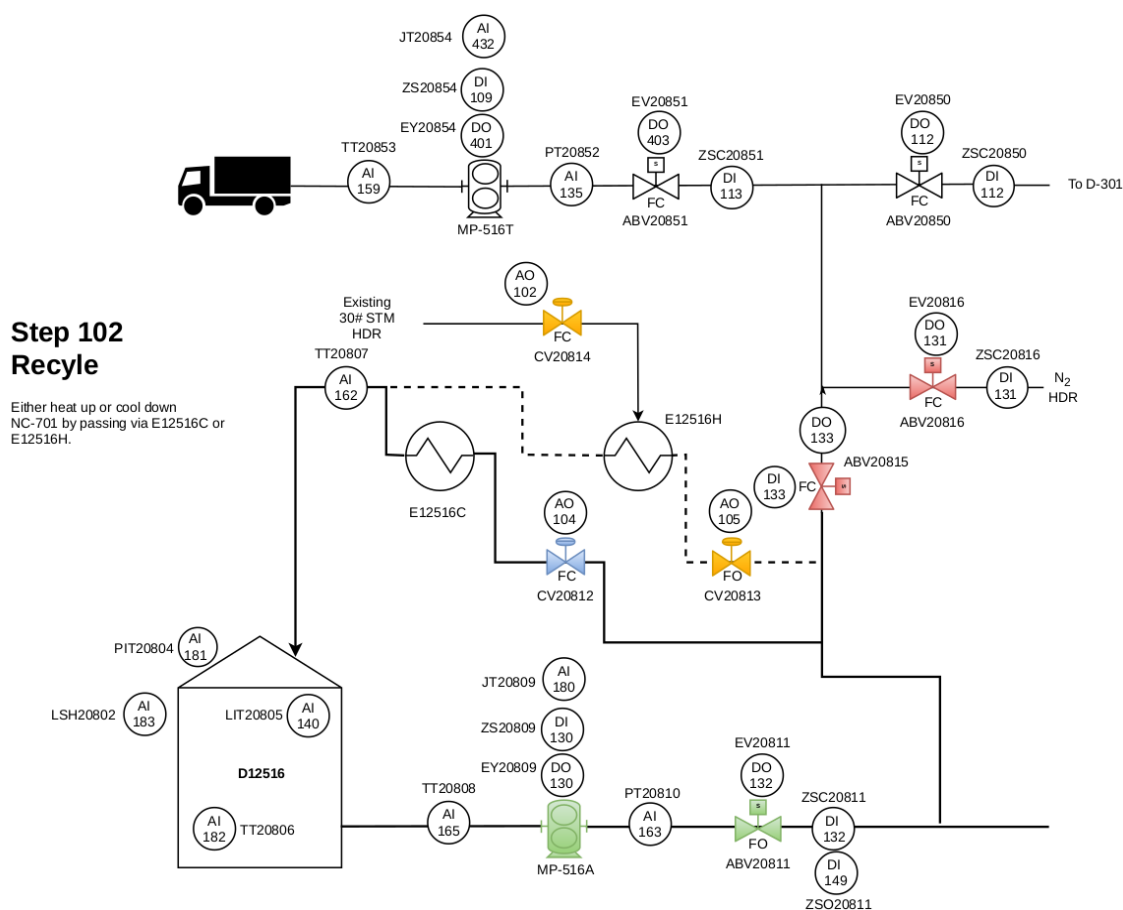 JT20854
AI
432
ZS20854
DI
109
EY20854
DO
401
TT20853
AI
159
MP-516T
PT20852
AI
135
EV20851
DO
403
S
FC
ABV20851
ZSC20851
DI
113
EV20850
DO
112
S
FC
ABV20850
ZSC20850
DI
112
To D-301
AO
102
Existing
30# STM
HDR
FC
CV20814
EV20816
DO
131
S
FC
ABV20816
ZSC20816
DI
131
N2
HDR
Step 102
Recyle
Either heat up or cool down
NC-701 by passing via E12516C or
E12516H.
TT20807
AI
162
E12516C
E12516H
DO
133
ABV20815
DI
133
FC
S
AO
104
FC
CV20812
AO
105
FO
CV20813
PIT20804
AI
181
LSH20802
AI
183
LIT20805
AI
140
D12516
AI
182
TT20806
JT20809
AI
180
ZS20809
DI
130
EY20809
DO
130
TT20808
AI
165
MP-516A
PT20810
AI
163
EV20811
DO
132
S
FO
ABV20811
ZSC20811
DI
132
DI
149
ZSO20811